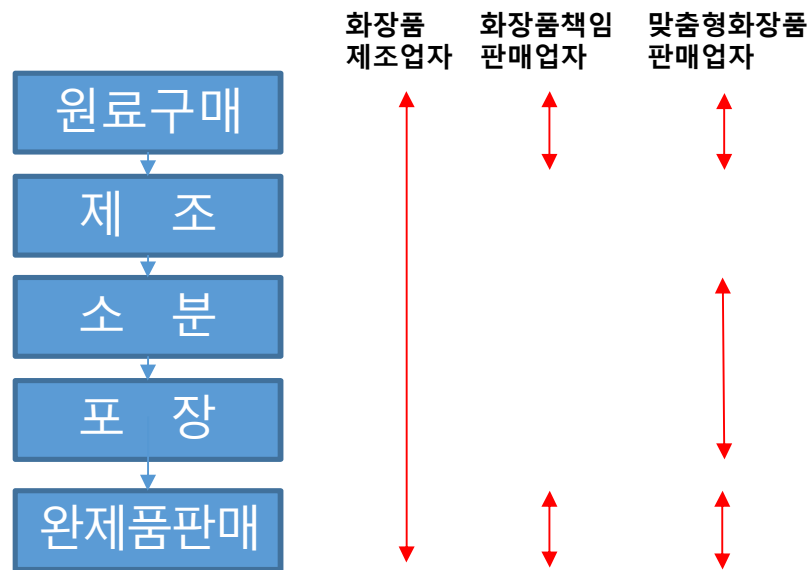 화장품
제조업자
화장품책임
판매업자
맞춤형화장품
판매업자
원료구매
제 조
소 분
포 장
완제품판매